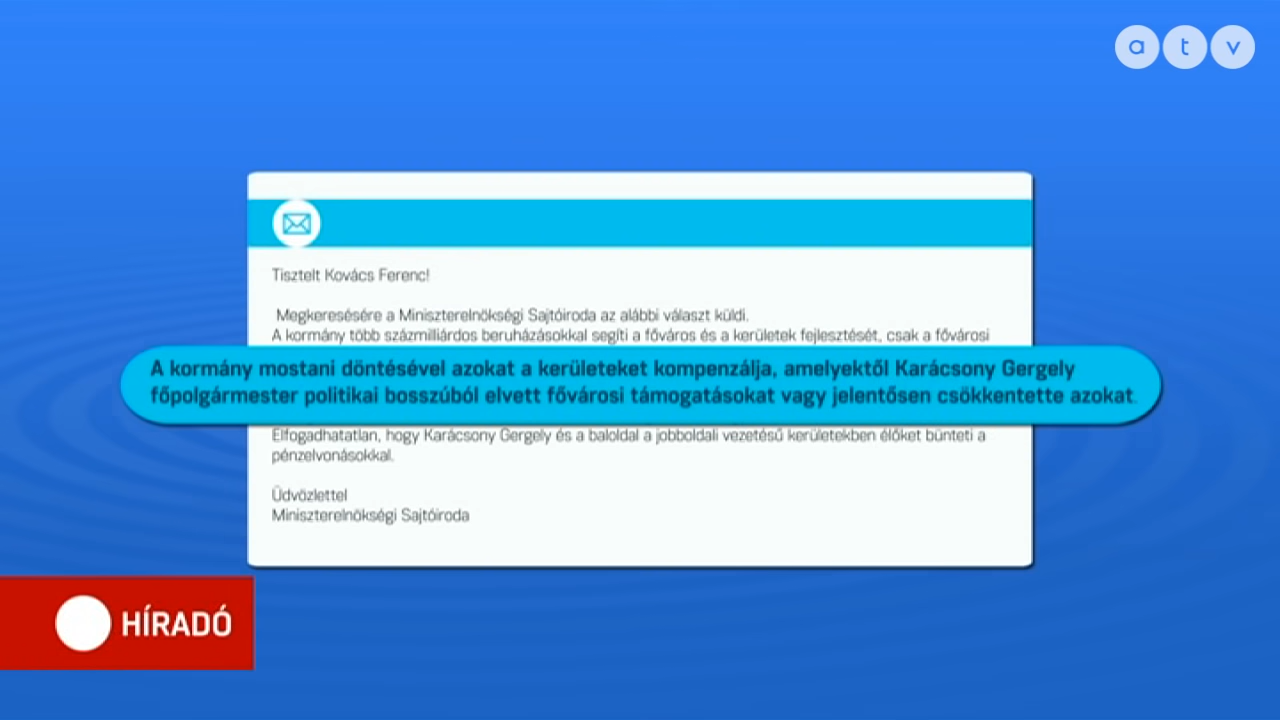 atv
Tisztelt Kovács Ferenc!
Megkeresésére a Miniszterelnökségi Sajtóiroda az alábbi választ küldi.
A kormány több százmilliárdos beruházásokkal segíti a főváros és a kerületek fejlesztését, csak a fővárosi
A kormány mostani döntésével azokat a kerületeket kompenzálja, amelyektől Karácsony Gergely
főpolgármester politikai bosszúból elvett fővárosi támogatásokat vagy jelentősen csökkentette azokat.
Elfogadhatatlan, hogy Karácsony Gergely és a baloldal a jobboldali vezetésű kerületekben élőket bünteti a
pénzelvonásokkal.
Üdvözlettel
Miniszterelnökségi Sajtóiroda
HÍRADÓ